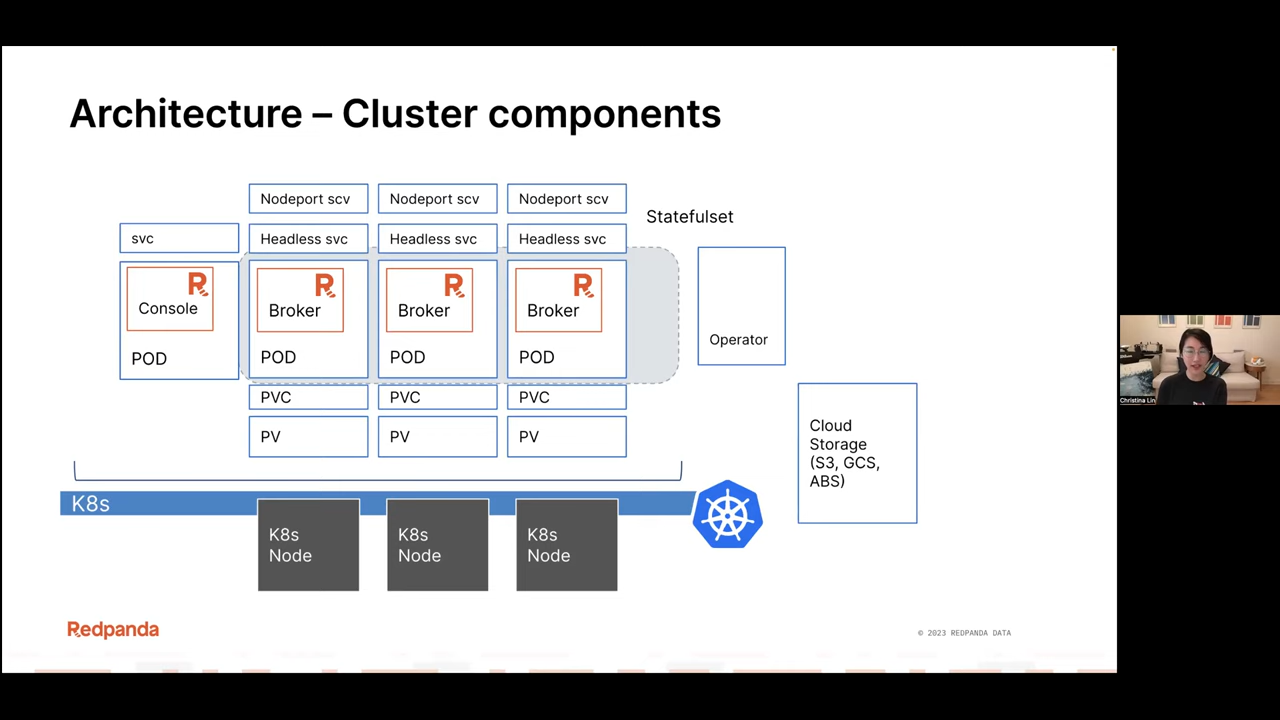 Architecture – Cluster components
Nodeport scv
Nodeport scv
Nodeport scv
Statefulset
svc
Headless svc
Headless svc
Headless svc
Console
POD
Broker
POD
Broker
POD
Broker
POD
Operator
PVC
PVC
PVC
PV
PV
PV
Cloud
Storage
(S3, GCS,
ABS)
K8s
K8s
Node
K8s
Node
K8s
Node
Redpanda
© 2023 REDPANDA DATA
Christina Lin